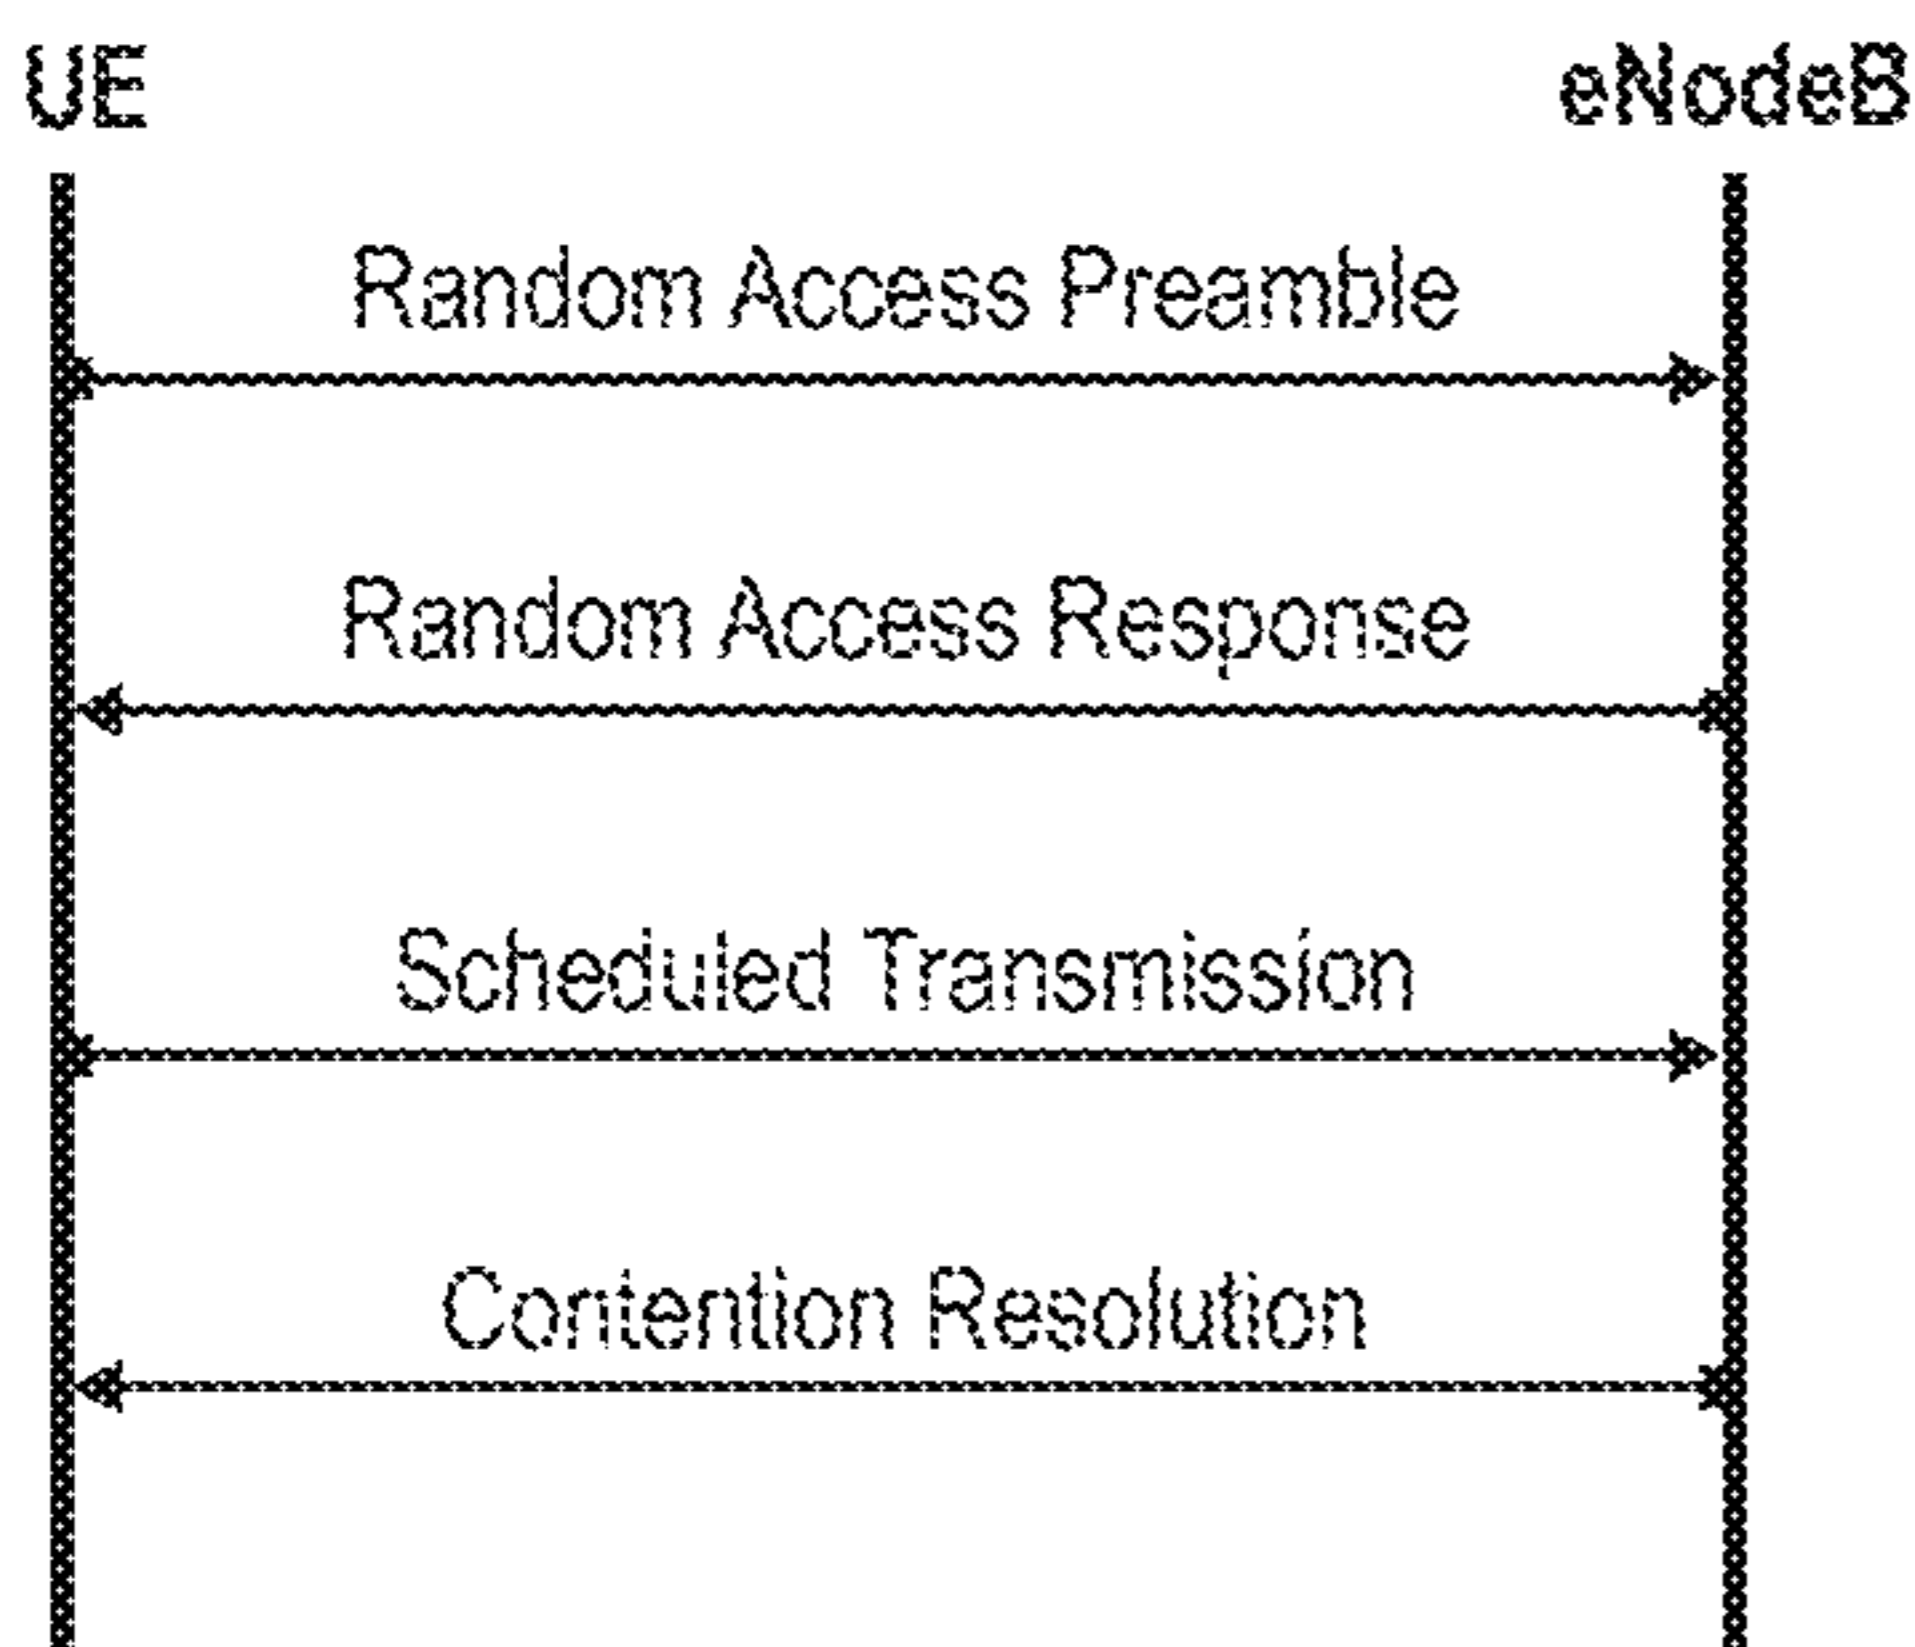 UE eNodeB
Random Access Preamble
Random Access Response
Scheduled Transmission
Contention Resolution